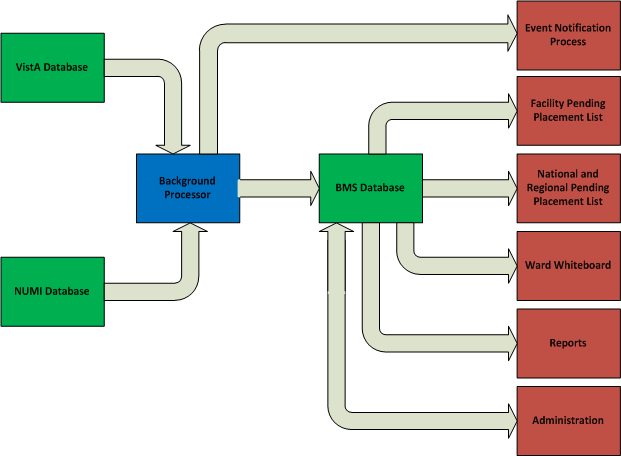 Event Notification
Process
VistA Database
Facility Pending
Placement List
Background
Processor
BMS Database
National and
Regional Pending
Placement List
Ward Whiteboard
NUMI Database
Reports
Administration